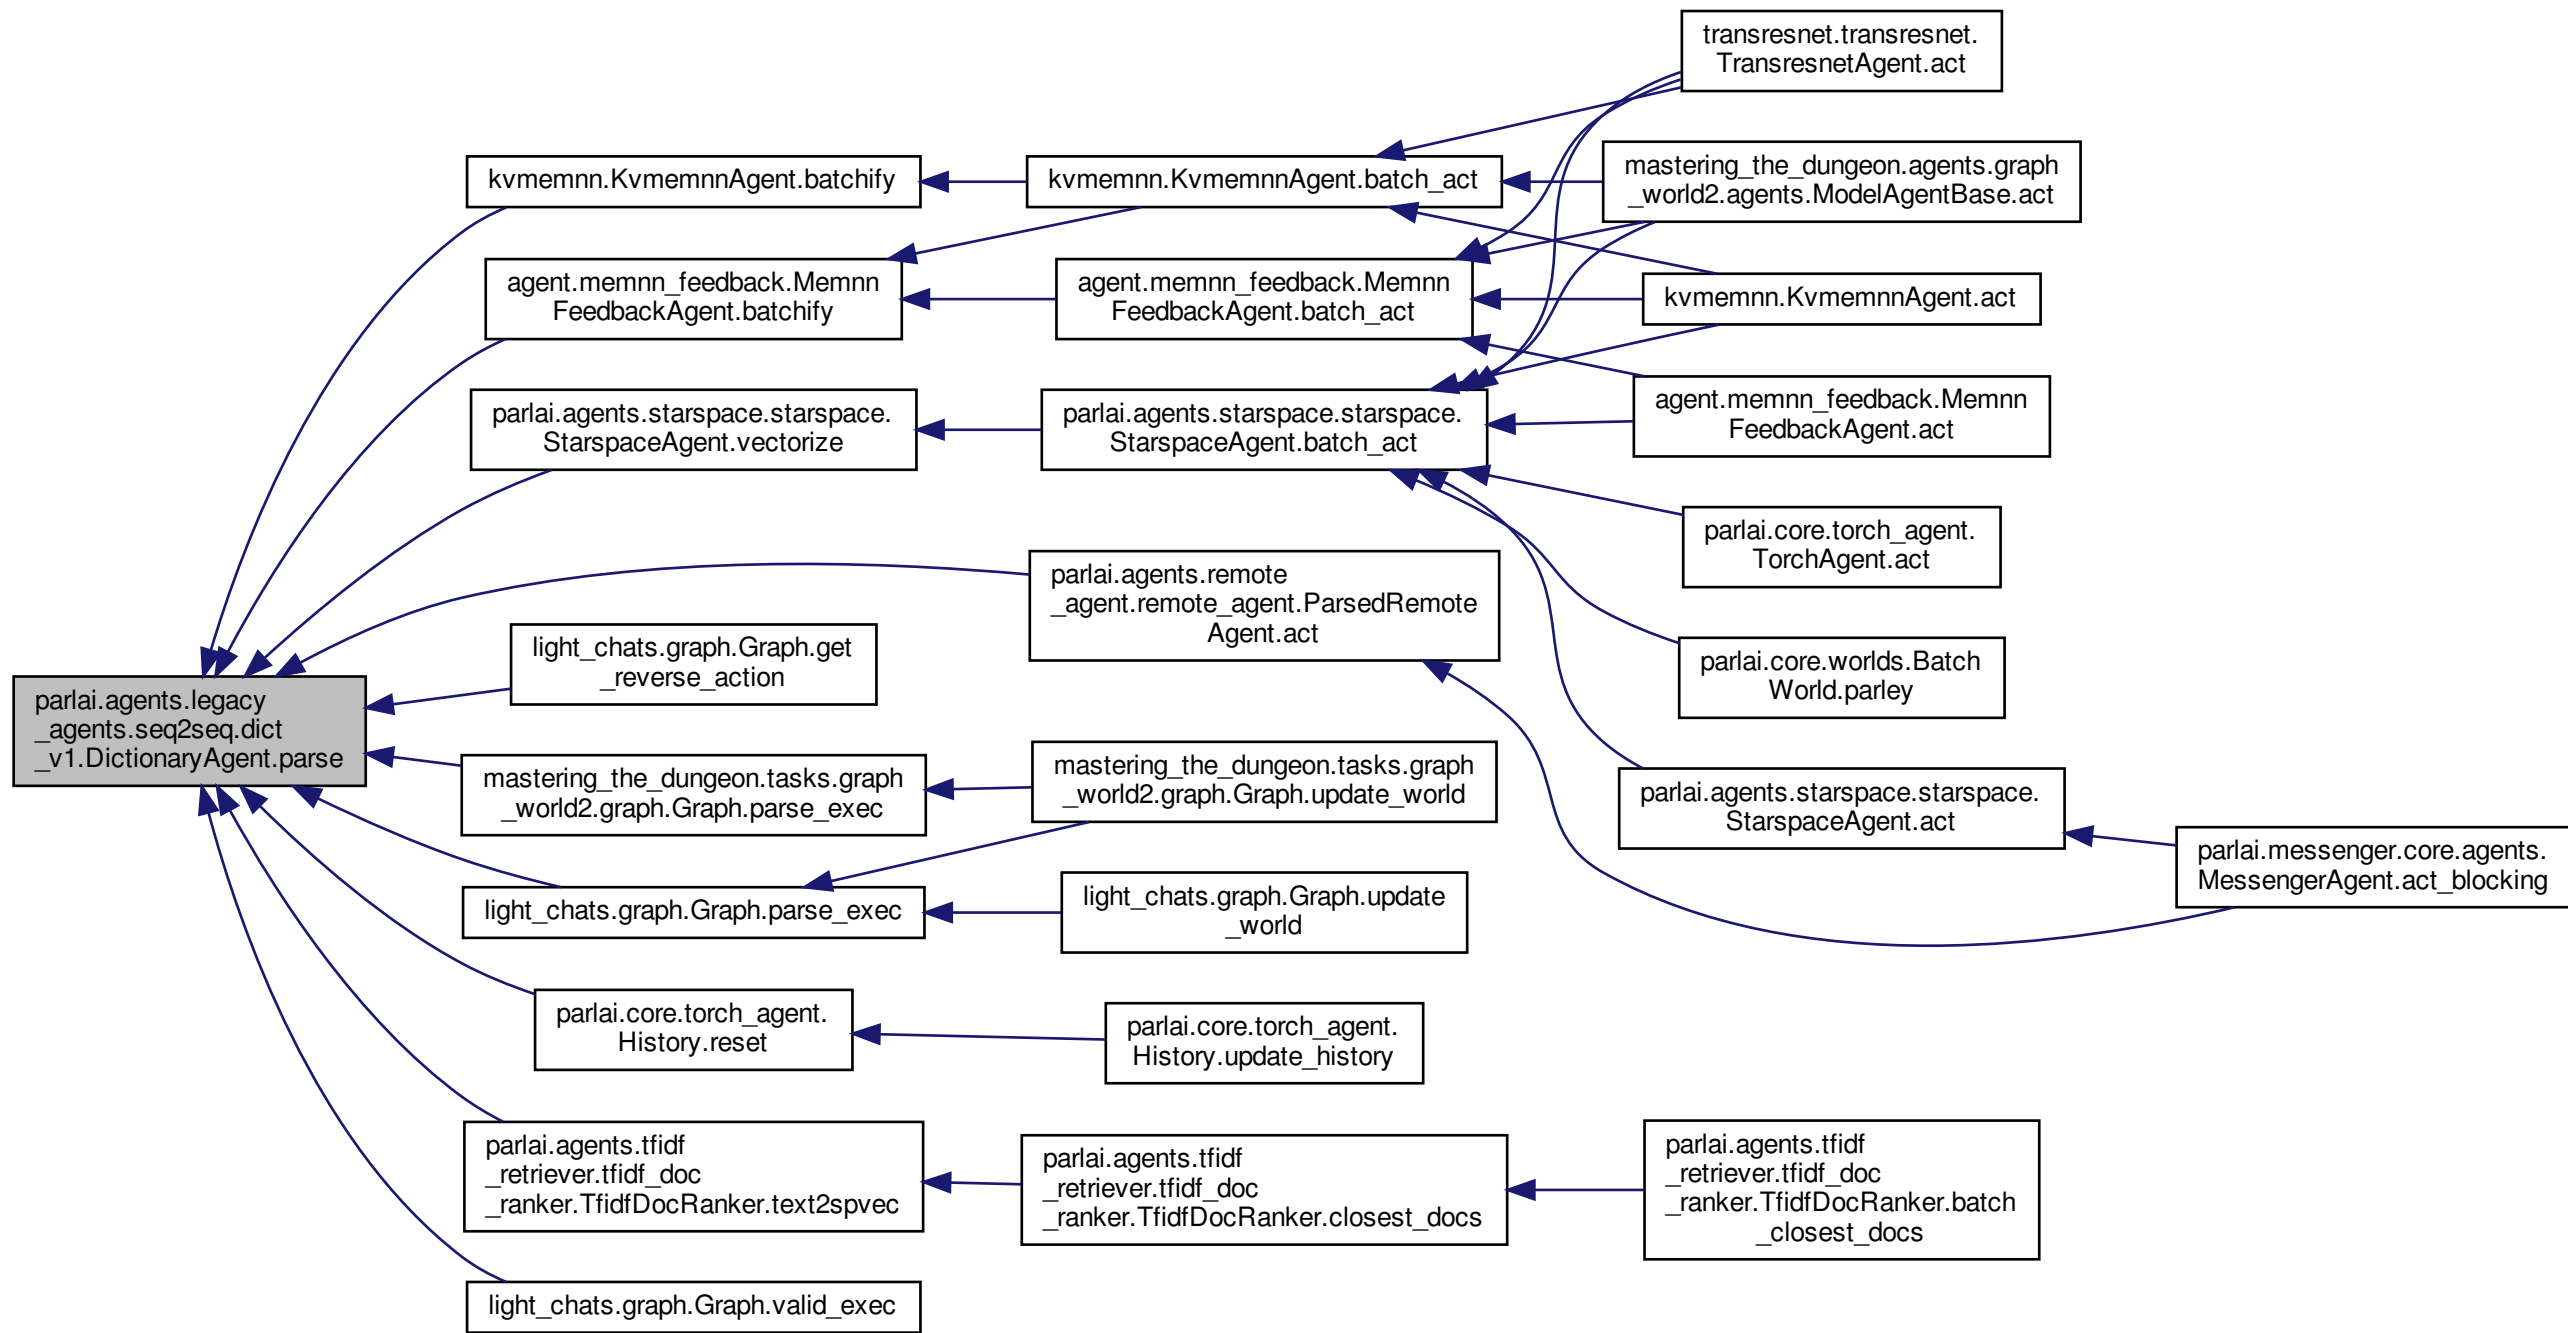 transresnet.transresnet.
TransresnetAgent.act
kvmemnn.KvmemnnAgent.batchify
kvmemnn.KvmemnnAgent.batch_act
mastering_the_dungeon.agents.graph
_world2.agents.ModelAgentBase.act
agent.memnn_feedback.Memnn
FeedbackAgent.batchify
agent.memnn_feedback.Memnn
FeedbackAgent.batch_act
kvmemnn.KvmemnnAgent.act
parlai.agents.starspace.starspace.
StarspaceAgent.vectorize
parlai.agents.starspace.starspace.
StarspaceAgent.batch_act
agent.memnn_feedback.Memnn
FeedbackAgent.act
parlai.core.torch_agent.
TorchAgent.act
parlai.agents.remote
_agent.remote_agent.ParsedRemote
Agent.act
light_chats.graph.Graph.get
_reverse_action
parlai.core.worlds.Batch
World.parley
parlai.agents.legacy
_agents.seq2seq.dict
_v1.DictionaryAgent.parse
mastering_the_dungeon.tasks.graph
_world2.graph.Graph.parse_exec
mastering_the_dungeon.tasks.graph
_world2.graph.Graph.update_world
parlai.agents.starspace.starspace.
StarspaceAgent.act
parlai.messenger.core.agents.
MessengerAgent.act_blocking
light_chats.graph.Graph.parse_exec
light_chats.graph.Graph.update
_world
parlai.core.torch_agent.
History.reset
parlai.core.torch_agent.
History.update_history
parlai.agents.tfidf
_retriever.tfidf_doc
_ranker.TfidfDocRanker.text2spvec
parlai.agents.tfidf
_retriever.tfidf_doc
_ranker.TfidfDocRanker.closest_docs
parlai.agents.tfidf
_retriever.tfidf_doc
_ranker.TfidfDocRanker.batch
_closest_docs
light_chats.graph.Graph.valid_exec